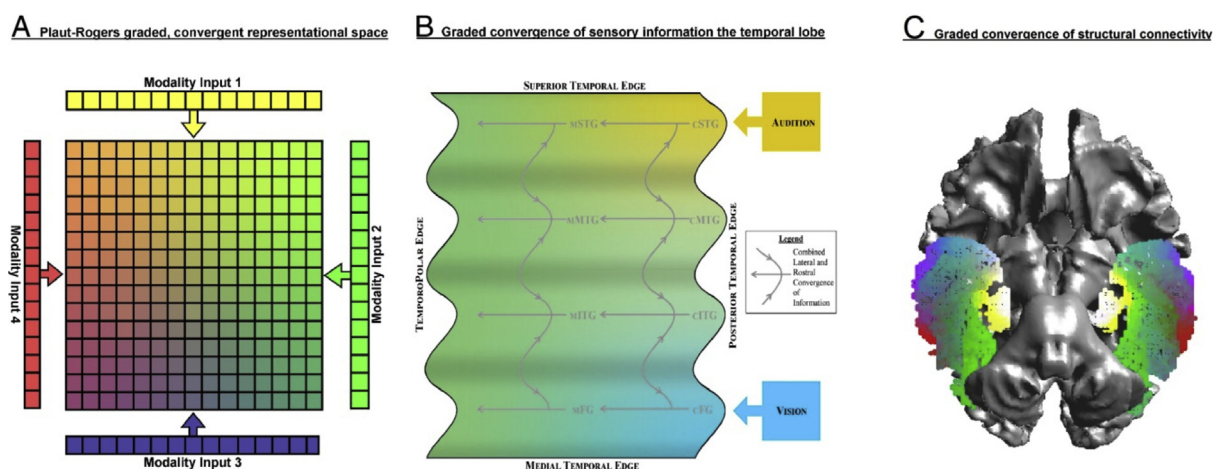 A Plaut-Rogers graded, convergent representational space
Modality Input 1
Modality Input 4
Modality Input 2
Modality Input 3
B Graded convergence of sensory information the temporal lobe
SUPERIOR TEMPORAL EDGE
MSTG
CSTG
AUDITION
MMTG
CMTG
TEMPOROPOLAR EDGE
POSTERIOR TEMPORAL EDGE
Legend
Combined
Lateral and
Rostral
Convergence
of
Information
MITG
CITG
MFG
CFG
VISION
MEDIAL TEMPORAL EDGE
C Graded convergence of structural connectivity